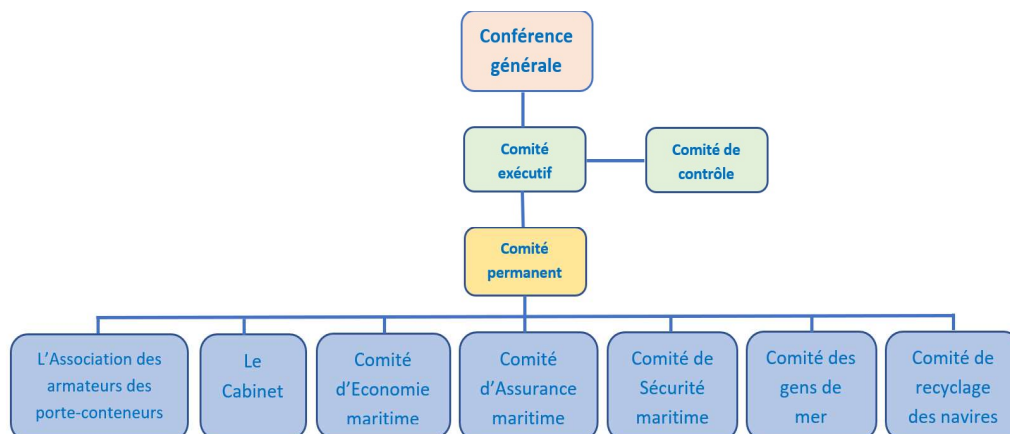 Conférence
générale
Comité
exécutif
Comité de
contrôle
Comité
permanent
L'Association des
armateurs des
porte-conteneurs
Le
Cabinet
Comité
d'Economie
maritime
Comité
d'Assurance
maritime
Comité de
Sécurité
maritime
Comité des
gens de
mer
Comité de
recyclage
des navires